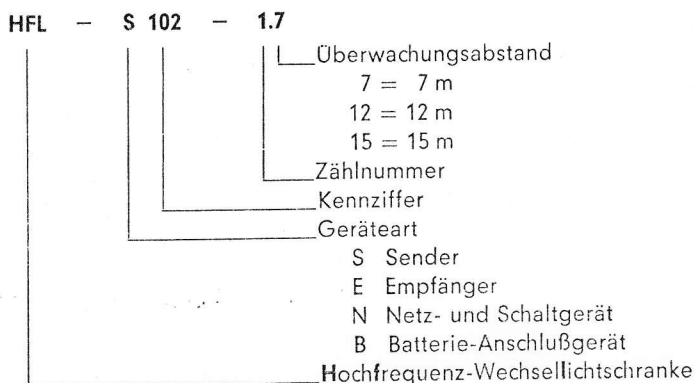 HFL – S 102 – 1.7
Überwachungsabstand
7 = 7 m
12 = 12 m
15 = 15 m
Zählnummer
Kennziffer
Geräteart
S Sender
E Empfänger
N Netz- und Schaltgerät
B Batterie-Anschlußgerät
Hochfrequenz-Wechsellichtschranke